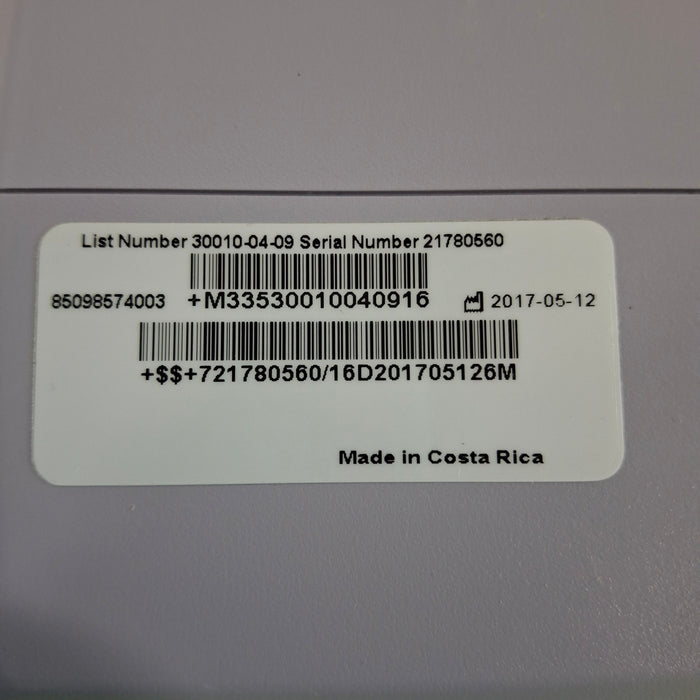 List Number 30010-04-09 Serial Number 21780560
85098574003 +M33530010040916 2017-05-12
+$$+721780560/16D201705126M
Made in Costa Rica